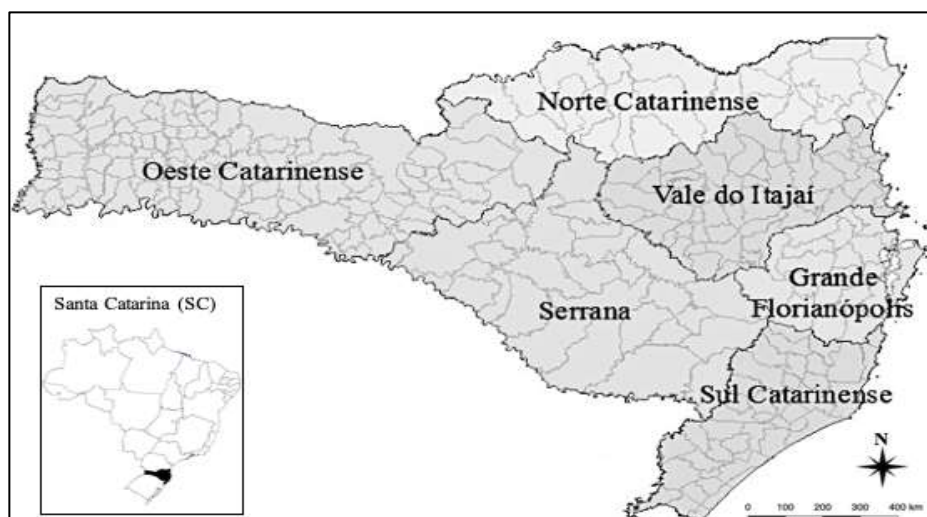 Norte Catarinense
Oeste Catarinense
Vale do Itajaí
Grande
Florianópolis
Serrana
Sul Catarinense
Santa Catarina (SC)
N
0 100 200 300 400 km